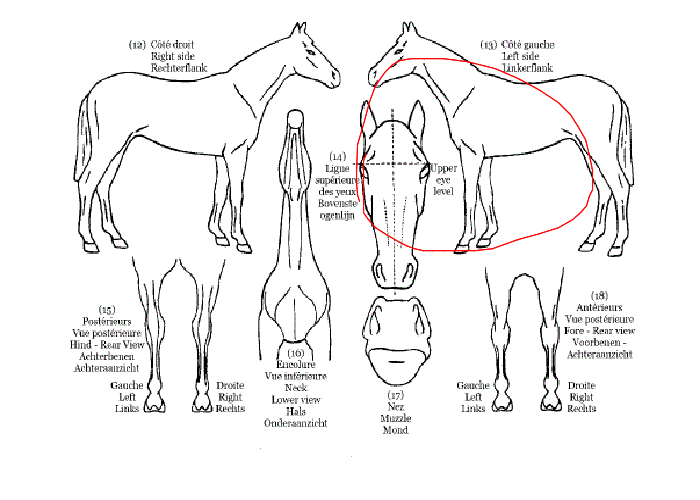 (12) Côté droit
Right side
Rechterflank
(13) Côté gauche
Left side
Linkerflank
(14)
Ligne
supérieure
des yeux
Bovenste
ogenlijn
Upper
eye
level
(15)
Postérieurs
Vue postérieure
Hind - Rear View
Achterbenen
Achteraanzicht
Gauche
Left
Links
Droite
Right
Rechts
(16)
Encolure
Vue inférieure
Neck
Lower view
Hals
Onderaanzicht
(17)
Nez
Muzzle
Mond
(18)
Antérieurs
Vue postérieure
Fore - Rear view
Voorbenen -
Achteraanzicht
Gauche
Left
Links
Droite
Right
Rechts